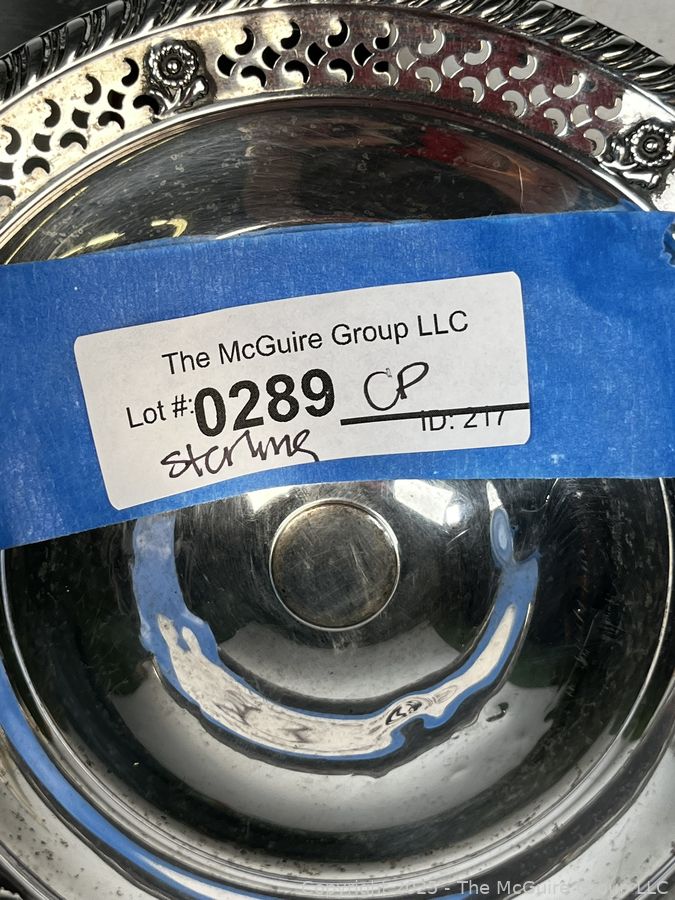 The McGuire Group LLC
Lot #: 0289 CP
ID: 217
sterling
Copyright 2025 - The McGuire Group LLC